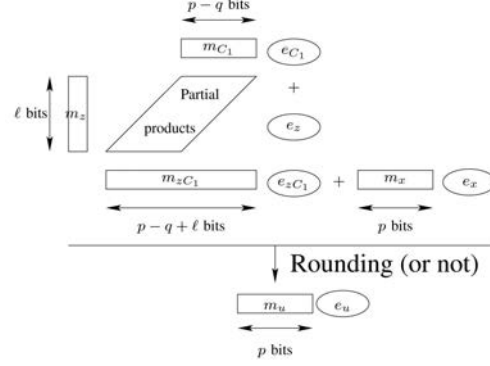 p − q bits
m_{C_1} e_{C_1}
Partial +
ℓ bits m_z
products e_z
m_{zC_1} e_{zC_1} + m_x e_x
p − q + ℓ bits p bits
Rounding (or not)
m_u e_u
p bits